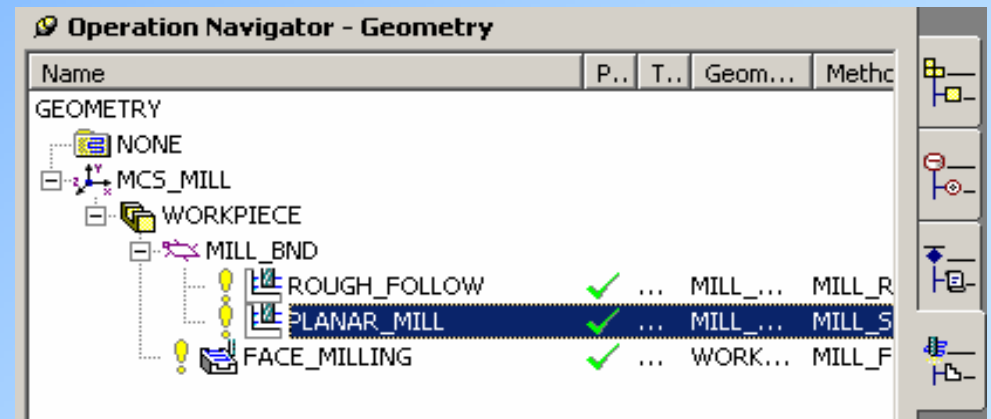 Operation Navigator - Geometry
Name P.. T.. Geom... Methc
GEOMETRY
NONE
MCS_MILL
WORKPIECE
MILL_BND
ROUGH_FOLLOW ... MILL_... MILL_R
PLANAR_MILL ... MILL_... MILL_S
FACE_MILLING ... WORK... MILL_F